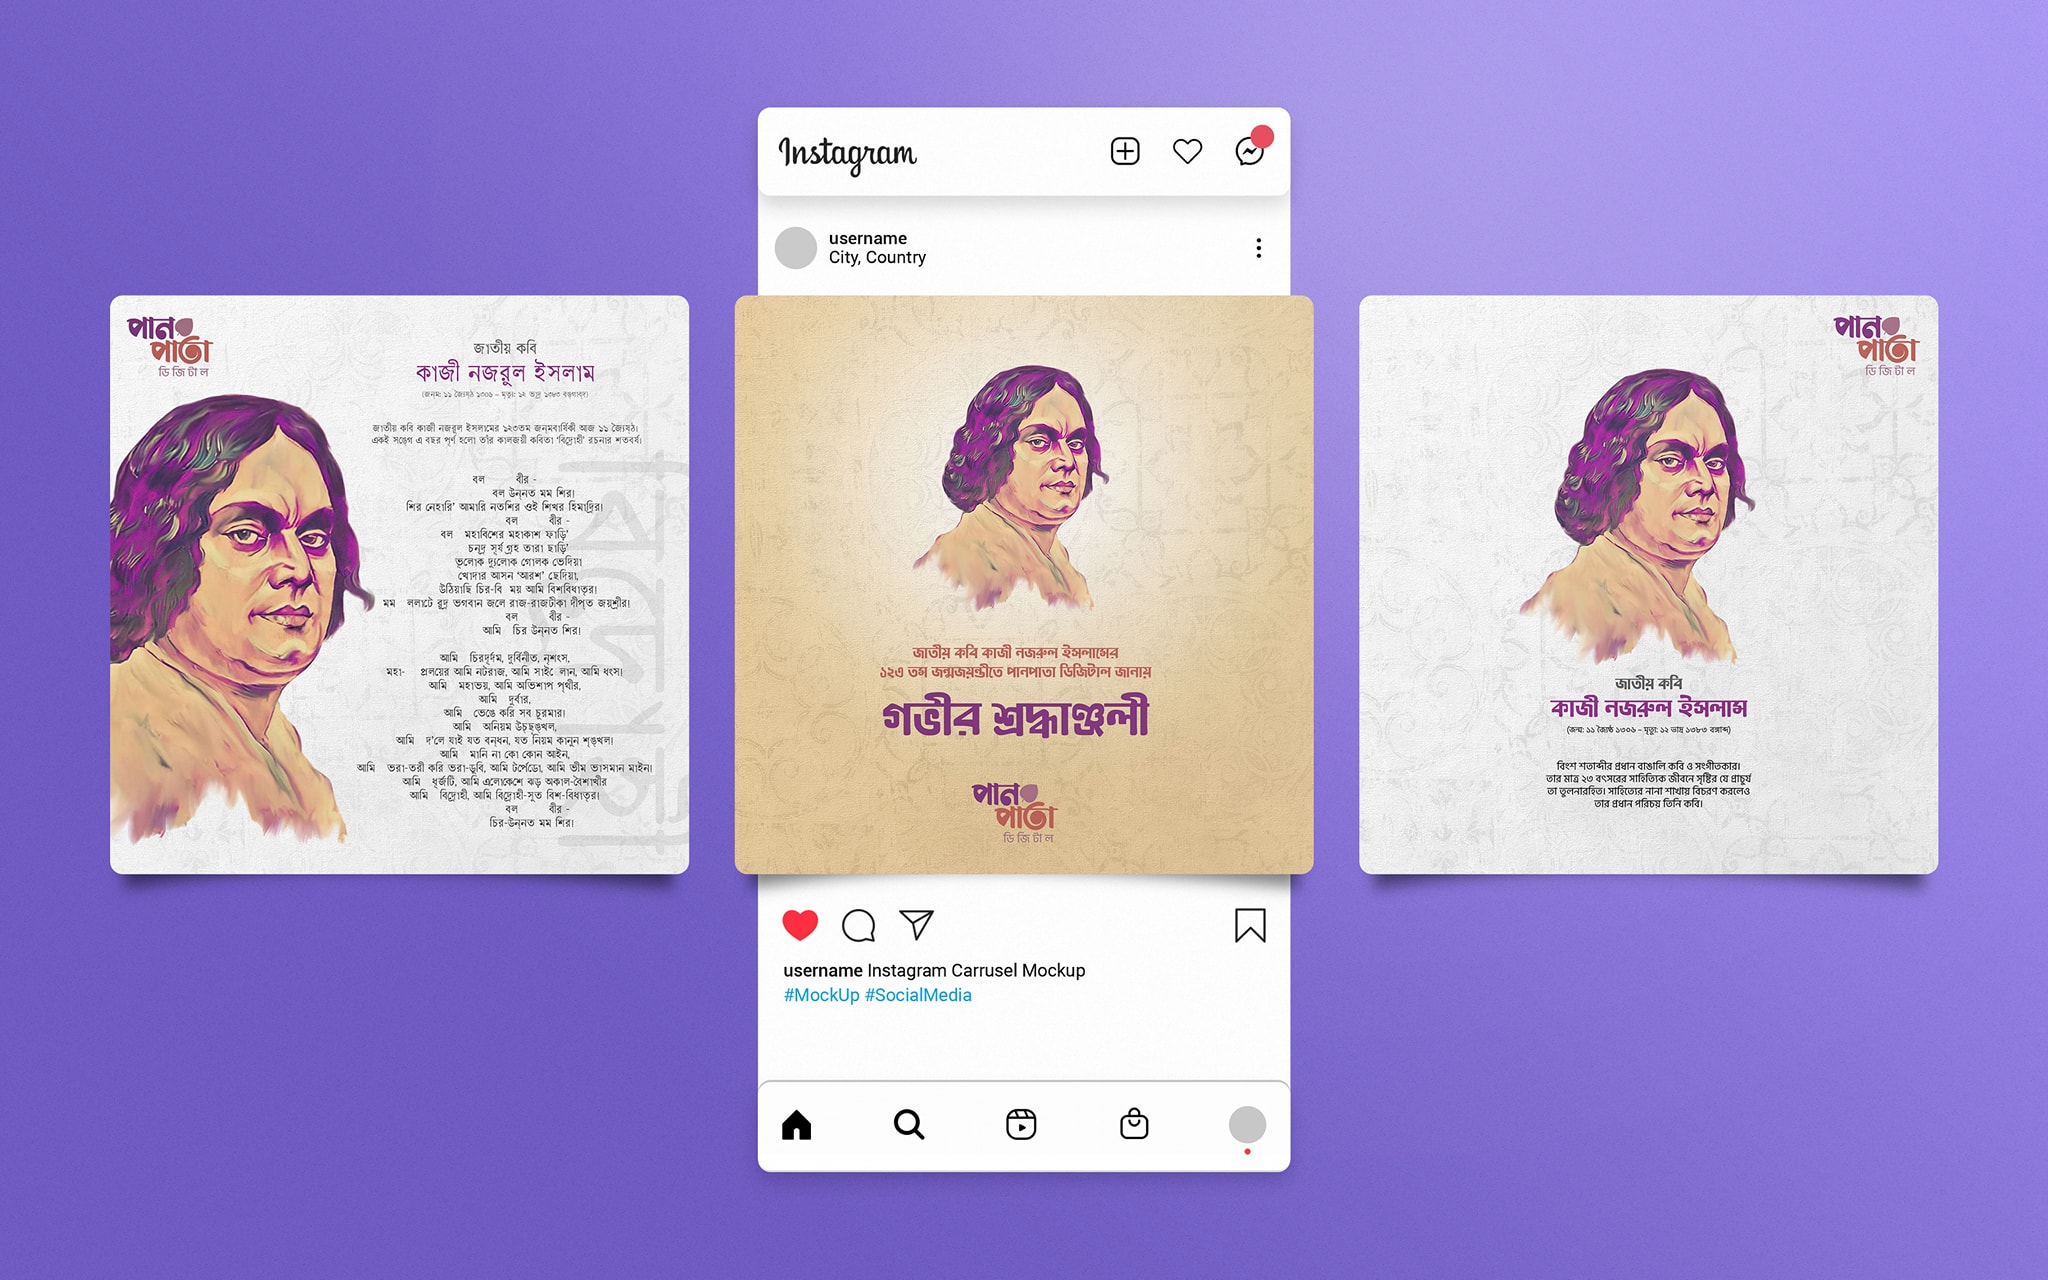 পান
পাতা
ডিজিটাল
জাতীয় কবি
কাজী নজরুল ইসলাম
(জন্ম: ১১ জ্যৈষ্ঠ ১৩০৬ – মৃত্যু: ১২ ভাদ্র ১৩৮৩ বঙ্গাব্দ)
জাতীয় কবি কাজী নজরুল ইসলামের ১২৩তম জন্মবার্ষিকী আজ ১১ জ্যৈষ্ঠ।
একই সঙ্গে এ বছর পূর্ণ হলো তাঁর কালজয়ী কবিতা ‘বিদ্রোহী’ রচনার শতবর্ষ।
বল বীর -
বল উন্নত মম শির।
শির নেহারি’ আমারি নতশির ওই শিখর হিমাদ্রির।
বল বীর -
বল মহাবিশ্বের মহাকাশ ফাড়ি’
চন্দ্র সূর্য গ্রহ তারা ছাড়ি’
ভূলোক দ্যুলোক গোলক ভেদিয়া
খোদার আসন ‘আরশ’ ছেদিয়া,
উঠিয়াছি চির-বি ময় আমি বিশ্ববিধাতৃর।
মম ললাটে রুদ্র ভগবান জ্বলে রাজ-রাজটীকা দীপ্ত জয়শ্রীর।
বল বীর -
আমি চির উন্নত শির।
আমি চিরদূর্দম, দুর্বিনীত, নৃশংস,
মহা- প্রলয়ের আমি নটরাজ, আমি সাইে লান, আমি ধ্বংস।
আমি মহাভয়, আমি অভিশাপ পৃথ্বীর,
আমি দুর্বার,
আমি ভেঙে করি সব চুরমার।
আমি অনিয়ম উচ্ছৃঙ্খল,
আমি দ’লে যাই যত বন্ধন, যত নিয়ম কানুন শৃঙ্খল।
আমি মানি না কো কোন আইন,
আমি ভরা-তরী করি ভরা-ডুবি, আমি টর্পেডো, আমি ভীম ভাসমান মাইন।
আমি ধূর্জটি, আমি এলোকেশে ঝড় অকাল-বৈশাখীর
আমি বিদ্রোহী, আমি বিদ্রোহী-সুত বিশ্ব-বিধাতৃর।
বল বীর -
চির-উন্নত মম শির।
Instagram
username
City, Country
জাতীয় কবি কাজী নজরুল ইসলামের
১২৩ তম জন্মজয়ন্তীতে পানপাতা ডিজিটাল জানায়
গভীর শ্রদ্ধাঞ্জলী
পান
পাতা
ডিজিটাল
username Instagram Carrusel Mockup
#MockUp #SocialMedia
পান
পাতা
ডিজিটাল
জাতীয় কবি
কাজী নজরুল ইসলাম
(জন্ম: ১১ জ্যৈষ্ঠ ১৩০৬ – মৃত্যু: ১২ ভাদ্র ১৩৮৩ বঙ্গাব্দ)
বিংশ শতাব্দীর প্রধান বাঙালি কবি ও সংগীতকার।
তার মাত্র ২৩ বৎসরের সাহিত্যিক জীবনে সৃষ্টির যে প্রাচুর্য
তা তুলনারহিত। সাহিত্যের নানা শাখায় বিচরণ করলেও
তার প্রধান পরিচয় তিনি কবি।